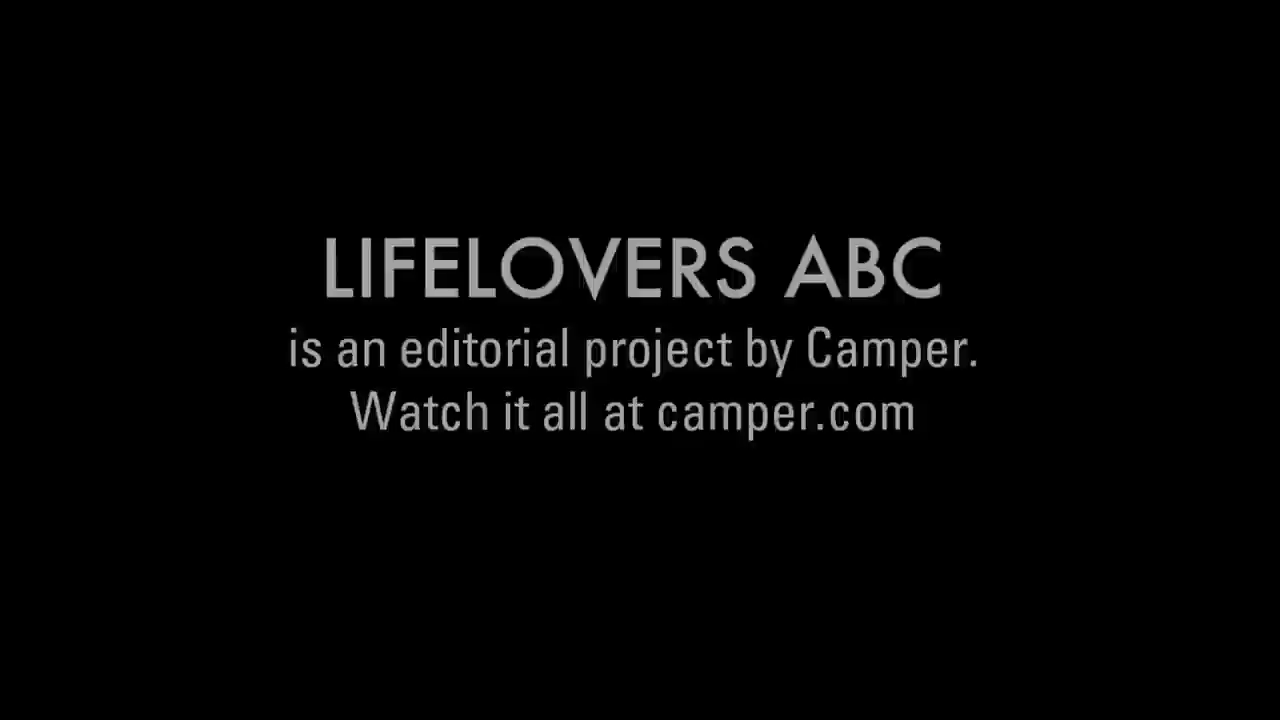 LIFELOVERS ABC
is an editorial project by Camper.
Watch it all at camper.com